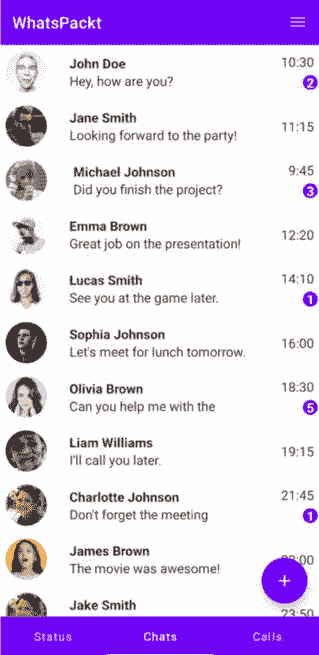 WhatsPackt
John Doe 10:30
Hey, how are you? 2
Jane Smith
Looking forward to the party! 11:15
Michael Johnson 9:45
Did you finish the project? 3
Emma Brown
Great job on the presentation! 12:20
Lucas Smith 14:10
See you at the game later. 1
Sophia Johnson
Let's meet for lunch tomorrow. 16:00
Olivia Brown 18:30
Can you help me with the 5
Liam Williams
I'll call you later. 19:15
Charlotte Johnson 21:45
Don't forget the meeting 1
James Brown
The movie was awesome!
+
Jake Smith
23:50
Status Chats Calls